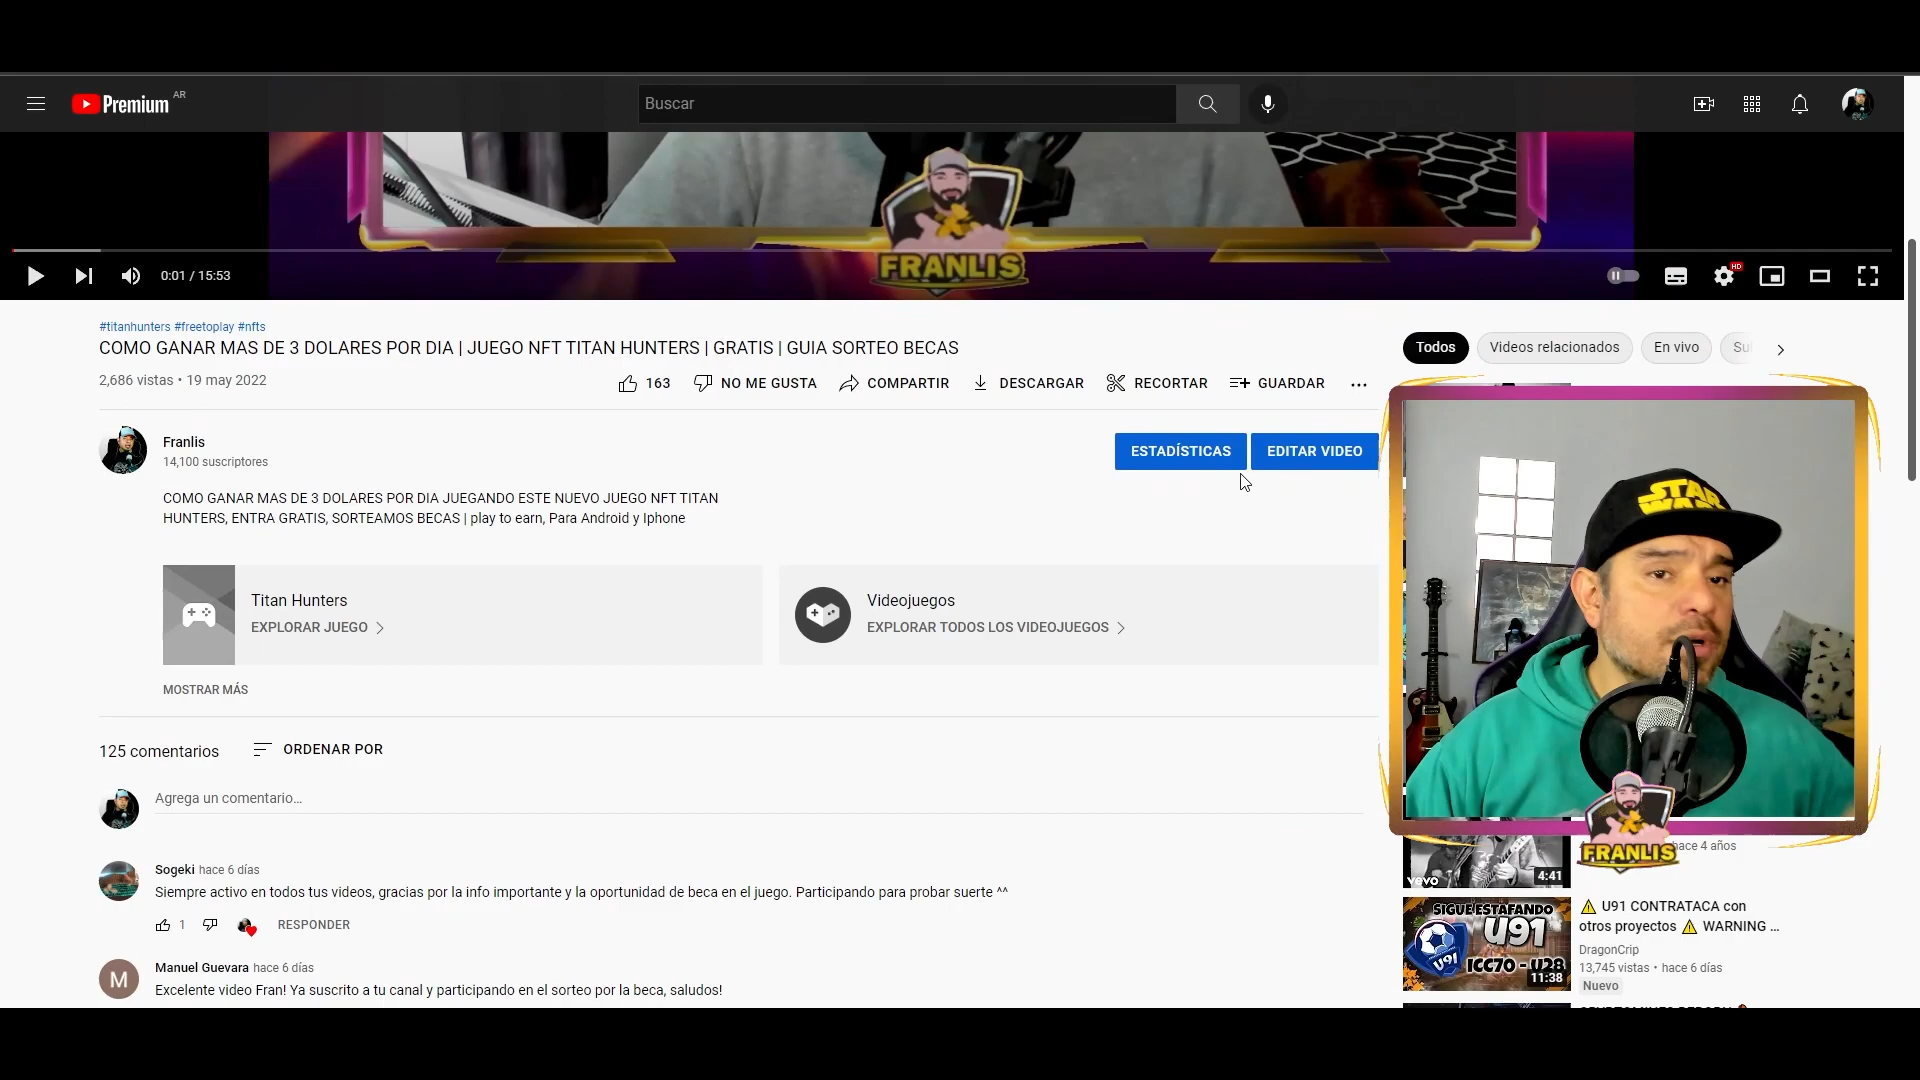 Premium AR
Buscar
FRANLIS
0:01 / 15:53
HD
#titanhunters #freetoplay #nfts
COMO GANAR MAS DE 3 DOLARES POR DIA | JUEGO NFT TITAN HUNTERS | GRATIS | GUIA SORTEO BECAS
2,686 vistas • 19 may 2022
163 NO ME GUSTA COMPARTIR DESCARGAR RECORTAR GUARDAR
Todos Videos relacionados En vivo
Franlis
14,100 suscriptores
ESTADÍSTICAS EDITAR VIDEO
COMO GANAR MAS DE 3 DOLARES POR DIA JUEGANDO ESTE NUEVO JUEGO NFT TITAN
HUNTERS, ENTRA GRATIS, SORTEAMOS BECAS | play to earn, Para Android y Iphone
Titan Hunters
EXPLORAR JUEGO
Videojuegos
EXPLORAR TODOS LOS VIDEOJUEGOS
MOSTRAR MÁS
125 comentarios ORDENAR POR
Agrega un comentario...
Sogeki hace 6 días
Siempre activo en todos tus videos, gracias por la info importante y la oportunidad de beca en el juego. Participando para probar suerte ^^
1 RESPONDER
M
Manuel Guevara hace 6 días
Excelente video Fran! Ya suscrito a tu canal y participando en el sorteo por la beca, saludos!
STAR
WARS
FRANLIS
hace 4 años
vevo
4:41
SIGUE ESTAFANDO
U91
U91
ICC70 - U28
11:38
U91 CONTRATACA con
otros proyectos ⚠ WARNING ...
DragonCrip
13,745 vistas • hace 6 días
Nuevo